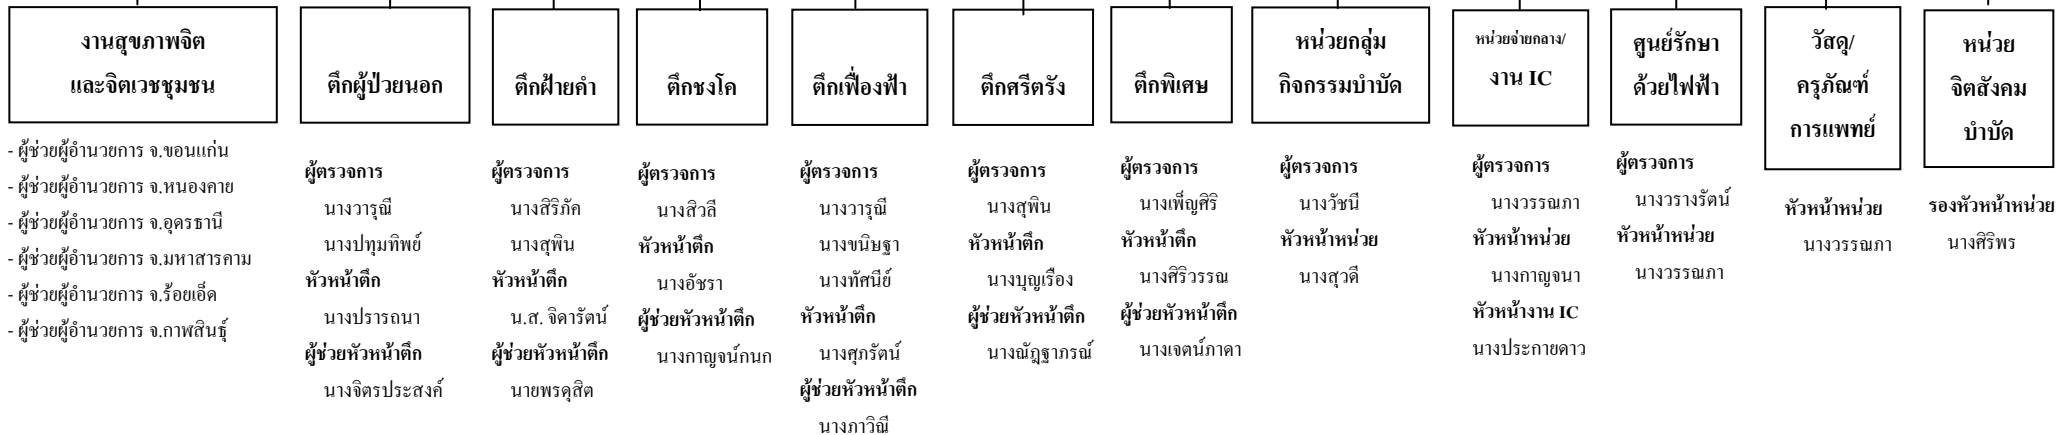 งานสุขภาพจิต
และจิตเวชชุมชน
- ผู้ช่วยผู้อำนวยการ จ.ขอนแก่น
- ผู้ช่วยผู้อำนวยการ จ.หนองคาย
- ผู้ช่วยผู้อำนวยการ จ.อุดรธานี
- ผู้ช่วยผู้อำนวยการ จ.มหาสารคาม
- ผู้ช่วยผู้อำนวยการ จ.ร้อยเอ็ด
- ผู้ช่วยผู้อำนวยการ จ.กาฬสินธุ์
ตึกผู้ป่วยนอก
ผู้ตรวจการ
นางวารุณี
นางปทุมทิพย์
หัวหน้าตึก
นางปรารถนา
ผู้ช่วยหัวหน้าตึก
นางจิตรประสงค์
ตึกฝ้ายคำ
ผู้ตรวจการ
นางสิริภัค
นางสุพิน
หัวหน้าตึก
น.ส. จิดารัตน์
ผู้ช่วยหัวหน้าตึก
นายพรดุสิต
ตึกชงโค
ผู้ตรวจการ
นางสิวลี
หัวหน้าตึก
นางอัชรา
ผู้ช่วยหัวหน้าตึก
นางกาญจน์กนก
ตึกเฟื่องฟ้า
ผู้ตรวจการ
นางวารุณี
นางขนิษฐา
นางทัศนีย์
หัวหน้าตึก
นางศุภรัตน์
ผู้ช่วยหัวหน้าตึก
นางภาวิณี
ตึกศรีตรัง
ผู้ตรวจการ
นางสุพิน
หัวหน้าตึก
นางบุญเรือง
ผู้ช่วยหัวหน้าตึก
นางณัฎฐาภรณ์
ตึกพิเศษ
ผู้ตรวจการ
นางเพ็ญศิริ
หัวหน้าตึก
นางศิริวรรณ
ผู้ช่วยหัวหน้าตึก
นางเจตน์ภาดา
หน่วยกลุ่ม
กิจกรรมบำบัด
ผู้ตรวจการ
นางวัชนี
หัวหน้าหน่วย
นางสุวดี
หน่วยจ่ายกลาง/
งาน IC
ผู้ตรวจการ
นางวรรณภา
หัวหน้าหน่วย
นางกาญจนา
หัวหน้างาน IC
นางประกายดาว
ศูนย์รักษา
ด้วยไฟฟ้า
ผู้ตรวจการ
นางวรางรัตน์
หัวหน้าหน่วย
นางวรรณภา
วัสดุ/
ครุภัณฑ์
การแพทย์
หัวหน้าหน่วย
นางวรรณภา
หน่วย
จิตสังคม
บำบัด
รองหัวหน้าหน่วย
นางศิริพร